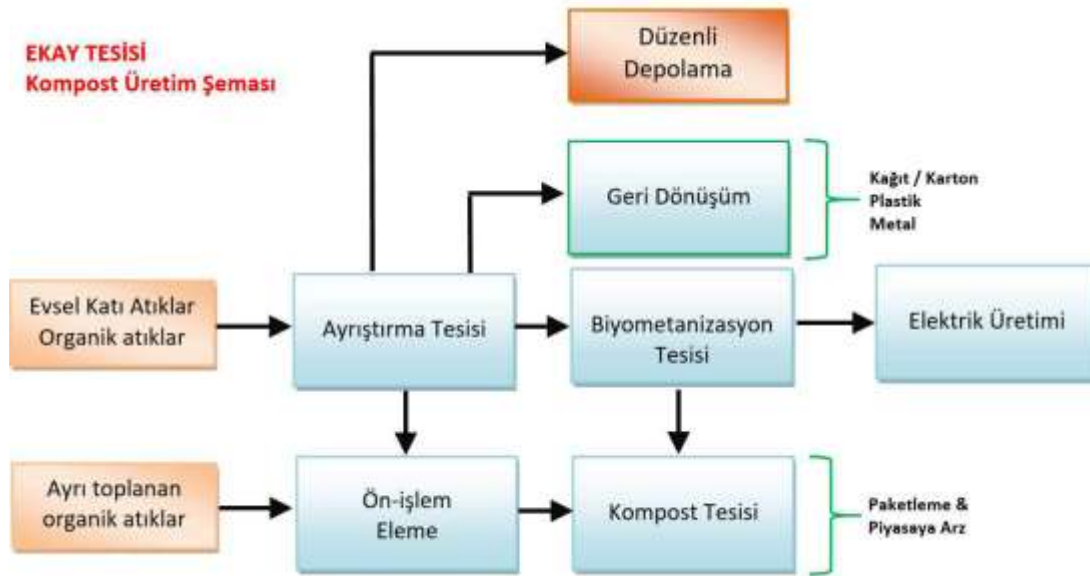 EKAY TESİSİ
Kompost Üretim Şeması
Düzenli
Depolama
Geri Dönüşüm
Kağıt / Karton
Plastik
Metal
Evsel Katı Atıklar
Organik atıklar
Ayrıştırma Tesisi
Biyometanizasyon
Tesisi
Elektrik Üretimi
Ayrı toplanan
organik atıklar
Ön-işlem
Eleme
Kompost Tesisi
Paketleme &
Piyasaya Arz